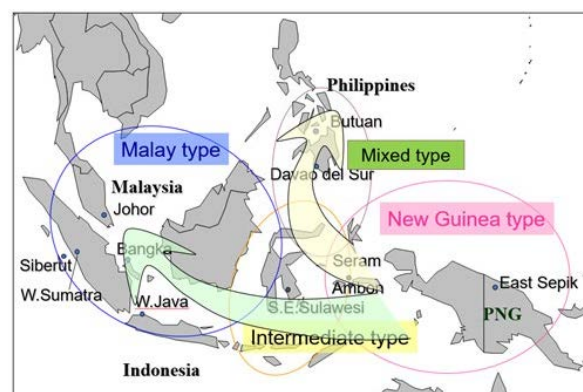 Philippines
Butuan
Malay type
Mixed type
Davao del Sur
Malaysia
New Guinea type
Johor
Bangka
Seram
Siberut
Ambon
East Sepik
W.Sumatra
W.Java
S.E.Sulawesi
PNG
Intermediate type
Indonesia